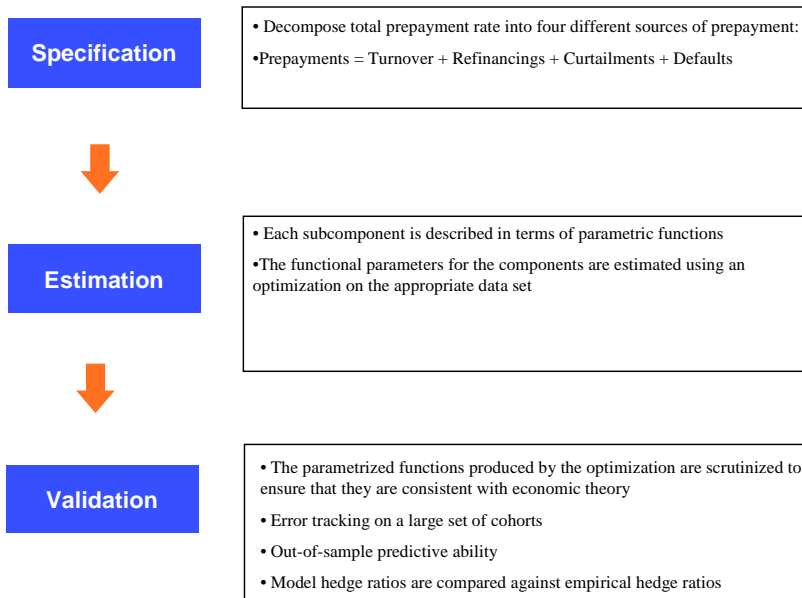 Specification
• Decompose total prepayment rate into four different sources of prepayment:
•Prepayments = Turnover + Refinancings + Curtailments + Defaults
Estimation
• Each subcomponent is described in terms of parametric functions
•The functional parameters for the components are estimated using an
optimization on the appropriate data set
Validation
• The parametrized functions produced by the optimization are scrutinized to
ensure that they are consistent with economic theory
• Error tracking on a large set of cohorts
• Out-of-sample predictive ability
• Model hedge ratios are compared against empirical hedge ratios